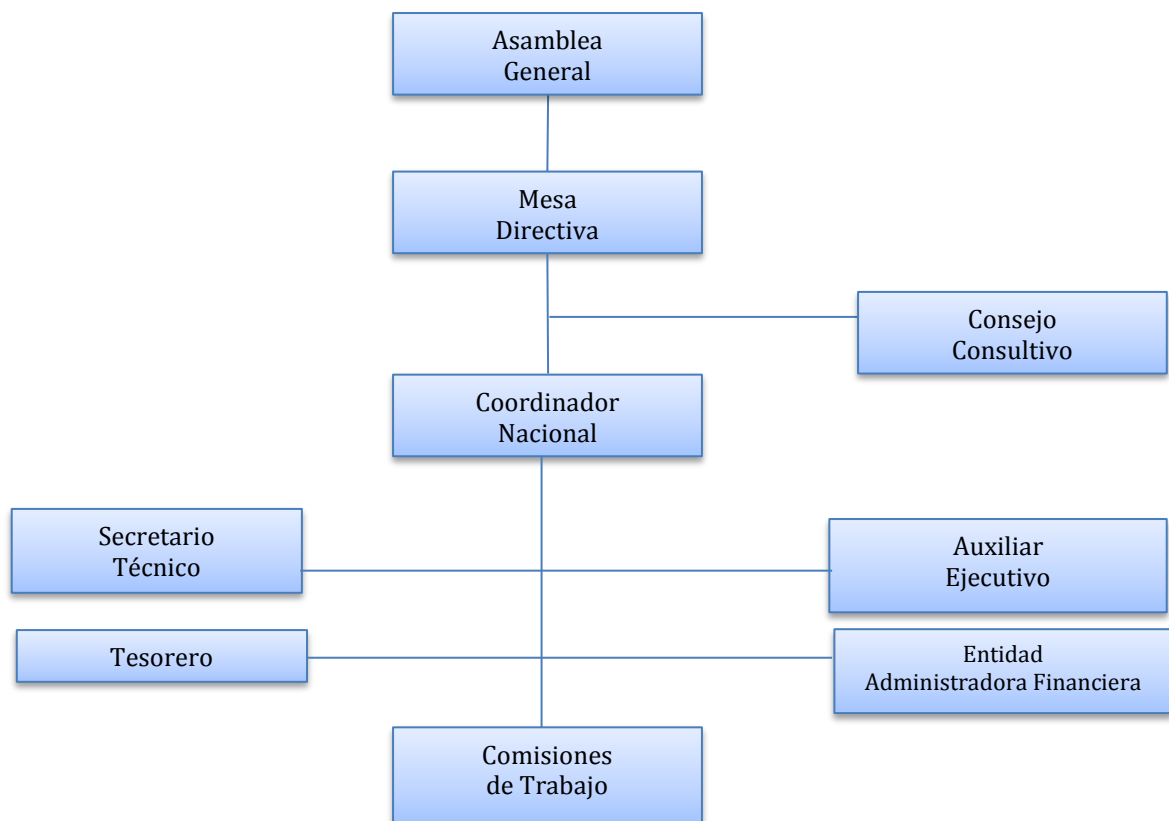 Asamblea
General
Mesa
Directiva
Consejo
Consultivo
Coordinador
Nacional
Secretario
Técnico
Auxiliar
Ejecutivo
Tesorero
Entidad
Administradora Financiera
Comisiones
de Trabajo